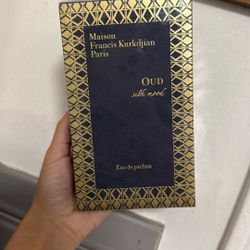 Maison
Francis Kurkdjian
Paris
OUD
silk mood
Eau de parfum